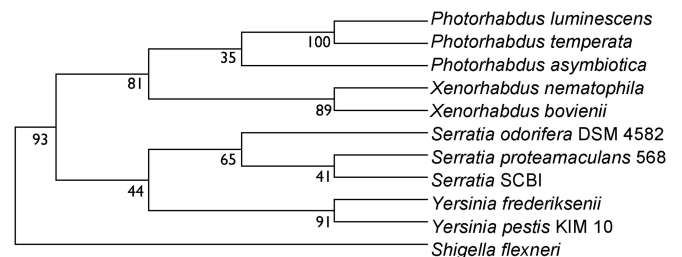 Photorhabdus luminescens
100
Photorhabdus temperata
35
Photorhabdus asymbiotica
81
Xenorhabdus nematophila
89
Xenorhabdus bovienii
93
Serratia odorifera DSM 4582
65
Serratia proteamaculans 568
41
Serratia SCBI
44
Yersinia frederiksenii
91
Yersinia pestis KIM 10
Shigella flexneri